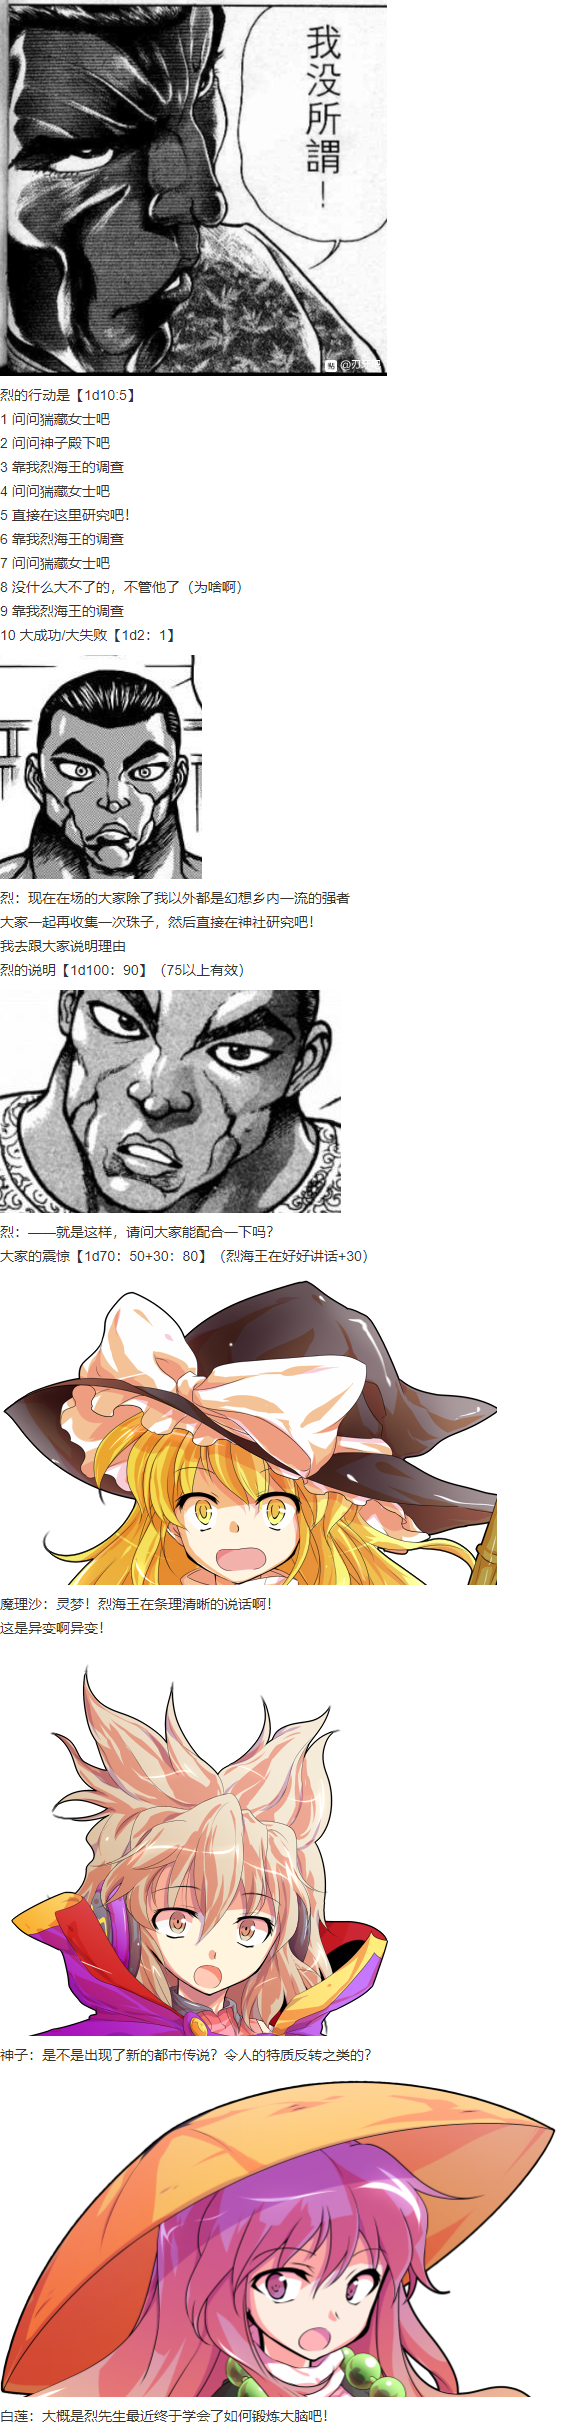 我没所謂！
烈的行动是【1d10:5】
1 问问猯藏女士吧
2 问问神子殿下吧
3 靠我烈海王的调查
4 问问猯藏女士吧
5 直接在这里研究吧！
6 靠我烈海王的调查
7 问问猯藏女士吧
8 没什么大不了的，不管他了（为啥啊）
9 靠我烈海王的调查
10 大成功/大失败【1d2：1】
烈：现在在场的大家除了我以外都是幻想乡内一流的强者
大家一起再收集一次珠子，然后直接在神社研究吧！
我去跟大家说明理由
烈的说明【1d100：90】（75以上有效）
烈：——就是这样，请问大家能配合一下吗？
大家的震惊【1d70：50+30：80】（烈海王在好好讲话+30）
魔理沙：灵梦！烈海王在条理清晰的说话啊！
这是异变啊异变！
神子：是不是出现了新的都市传说？令人的特质反转之类的？
白莲：大概是烈先生最近终于学会了如何锻炼大脑吧！